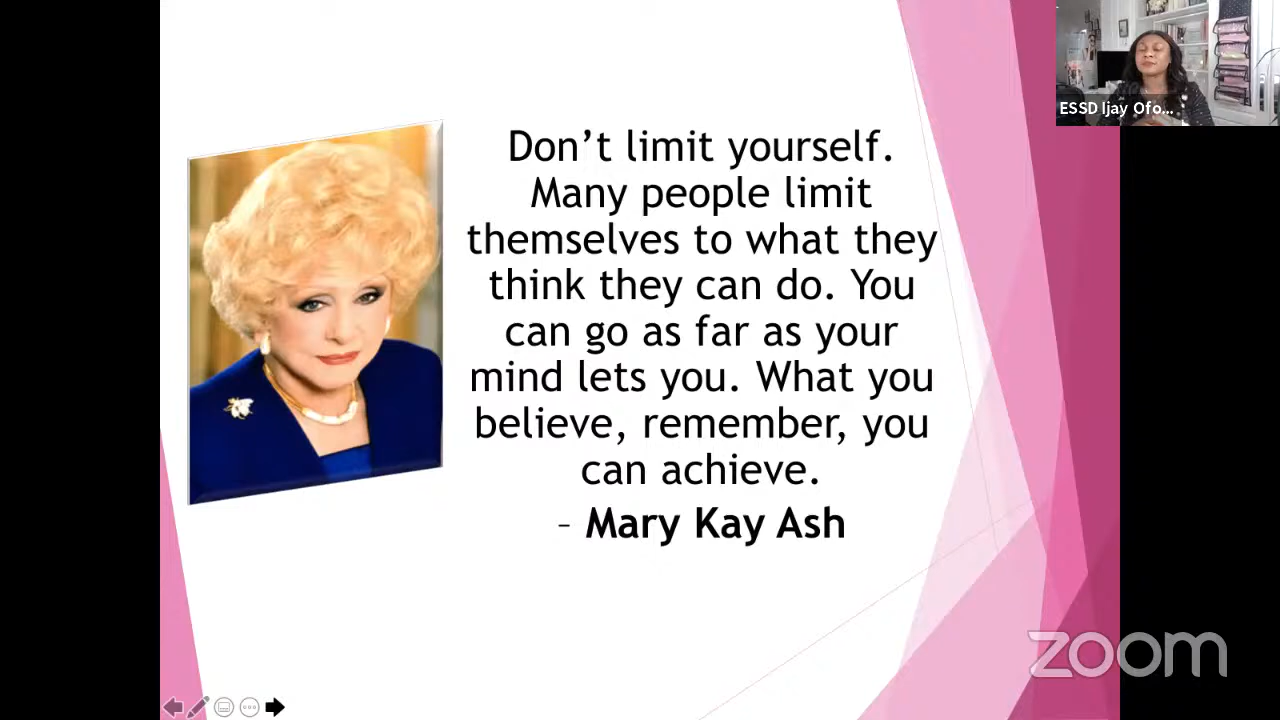 ESSD Ijay Ofo...
Don’t limit yourself.
Many people limit
themselves to what they
think they can do. You
can go as far as your
mind lets you. What you
believe, remember, you
can achieve.
– Mary Kay Ash
zoom